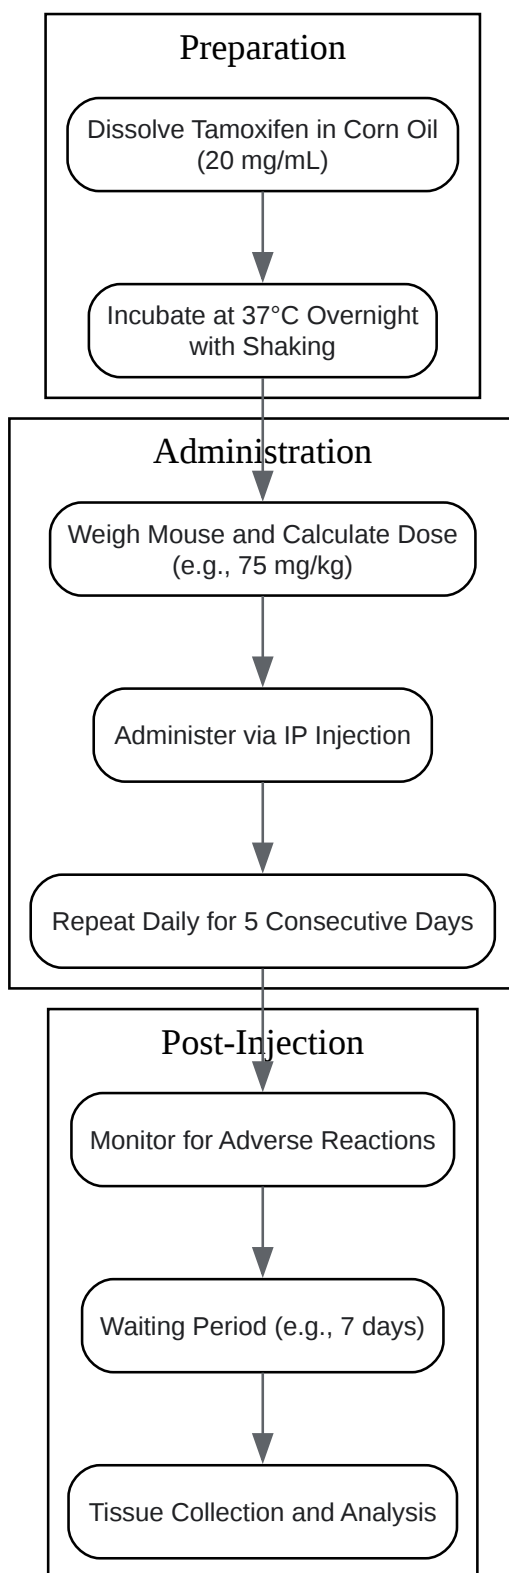 Preparation
Dissolve Tamoxifen in Corn Oil
(20 mg/mL)
Incubate at 37°C Overnight
with Shaking
Administration
Weigh Mouse and Calculate Dose
(e.g., 75 mg/kg)
Administer via IP Injection
Repeat Daily for 5 Consecutive Days
Post-Injection
Monitor for Adverse Reactions
Waiting Period (e.g., 7 days)
Tissue Collection and Analysis